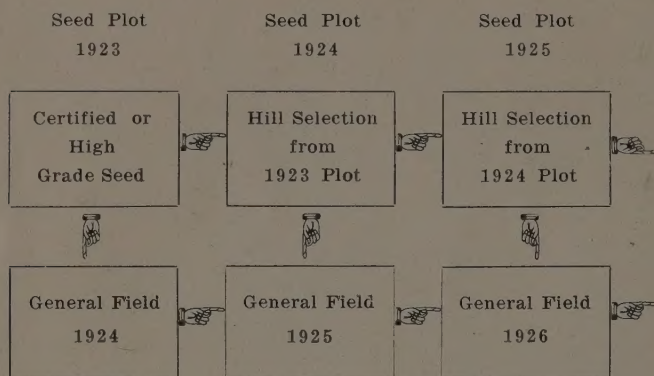 Seed Plot
1923
Seed Plot
1924
Seed Plot
1925
Certified or
High
Grade Seed
Hill Selection
from
1923 Plot
Hill Selection
from
1924 Plot
General Field
1924
General Field
1925
General Field
1926